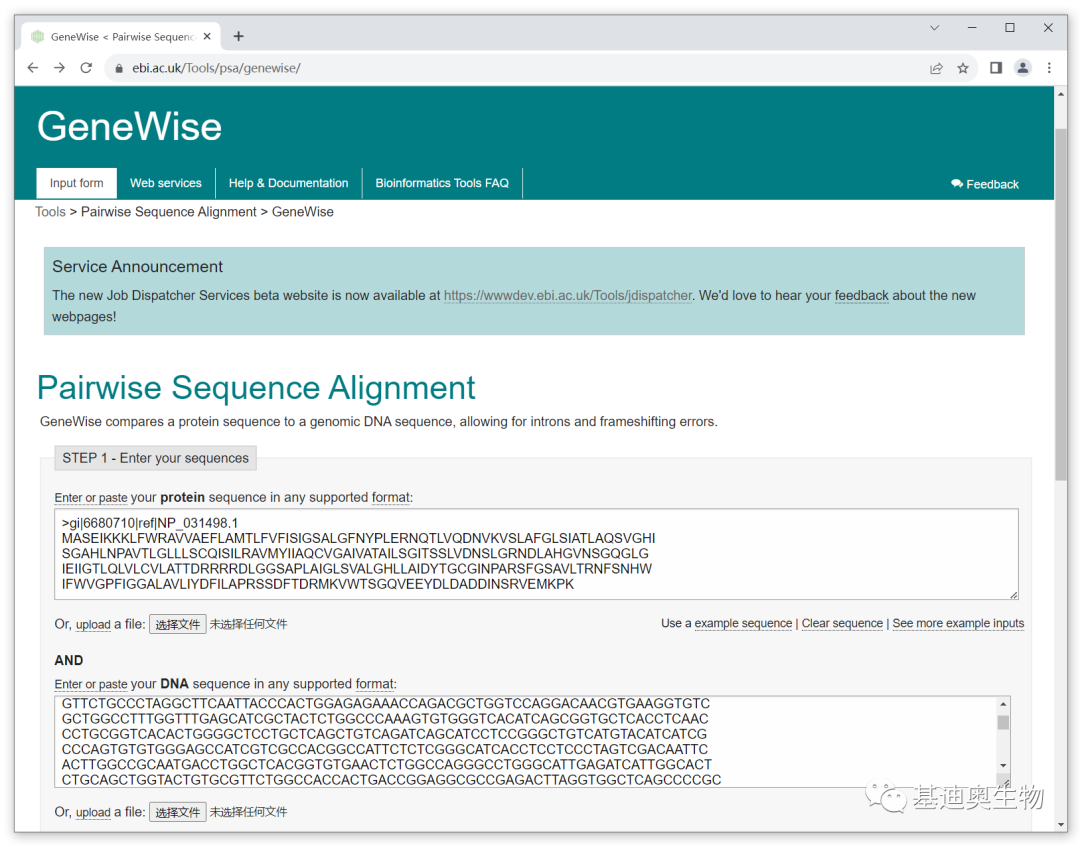 GeneWise < Pairwise Sequenc
ebi.ac.uk/Tools/psa/genewise/
GeneWise
Input form
Web services
Help & Documentation
Bioinformatics Tools FAQ
Feedback
Tools > Pairwise Sequence Alignment > GeneWise
Service Announcement
The new Job Dispatcher Services beta website is now available at https://wwwdev.ebi.ac.uk/Tools/jdispatcher. We'd love to hear your feedback about the new
webpages!
Pairwise Sequence Alignment
GeneWise compares a protein sequence to a genomic DNA sequence, allowing for introns and frameshifting errors.
STEP 1 - Enter your sequences
Enter or paste your protein sequence in any supported format:
>gi|6680710|ref|NP_031498.1
MASEIKKKLFWRAVVAEFLAMTLFVFISIGSALGFNYPLERNQTLVQDNVKVSLAFGLSIATLAQSVGHI
SGAHLNPAVTLGLLLSCQISILRAVMYIIAQCVGAIVATAILSGITSSLVDNSLGRNDLAHGVNSGQGLG
IEIIGTLQLVLCVLATTDRRRRDLGGSAPLAIGLSVALGHLLAIDYTGCGINPARSFGSAVLTRNFSNHW
IFWVGPFIGGALAVLIYDFILAPRSSDFTDRMKVWTSGQVEEYDLDADDINSRVEMKPK
Or, upload a file: 选择文件 未选择任何文件
Use a example sequence | Clear sequence | See more example inputs
AND
Enter or paste your DNA sequence in any supported format:
GTTCTGCCCTAGGCTTCAATTACCCACTGGAGAGAAACCAGACGCTGGTCCAGGACAACGTGAAGGTGTC
GCTGGCCTTTGGTTTGAGCATCGCTACTCTGGCCCAAAGTGTGGGTCACATCAGCGGTGCTCACCTCAAC
CCTGCGGTCACACTGGGGCTCCTGCTCAGCTGTCAGATCAGCATCCTCCGGGCTGTCATGTACATCATCG
CCCAGTGTGTGGGAGCCATCGTCGCCACGGCCATTCTCTCGGGCATCACCTCCTCCCTAGTCGACAATTC
ACTTGGCCGCAATGACCTGGCTCACGGTGTGAACTCTGGCCAGGGCCTGGGCATTGAGATCATTGGCACT
CTGCAGCTGGTACTGTGCGTTCTGGCCACCACTGACCGGAGGCGCCGAGACTTAGGTGGCTCAGCCCCGC
Or, upload a file: 选择文件 未选择任何文件
基迪奥生物